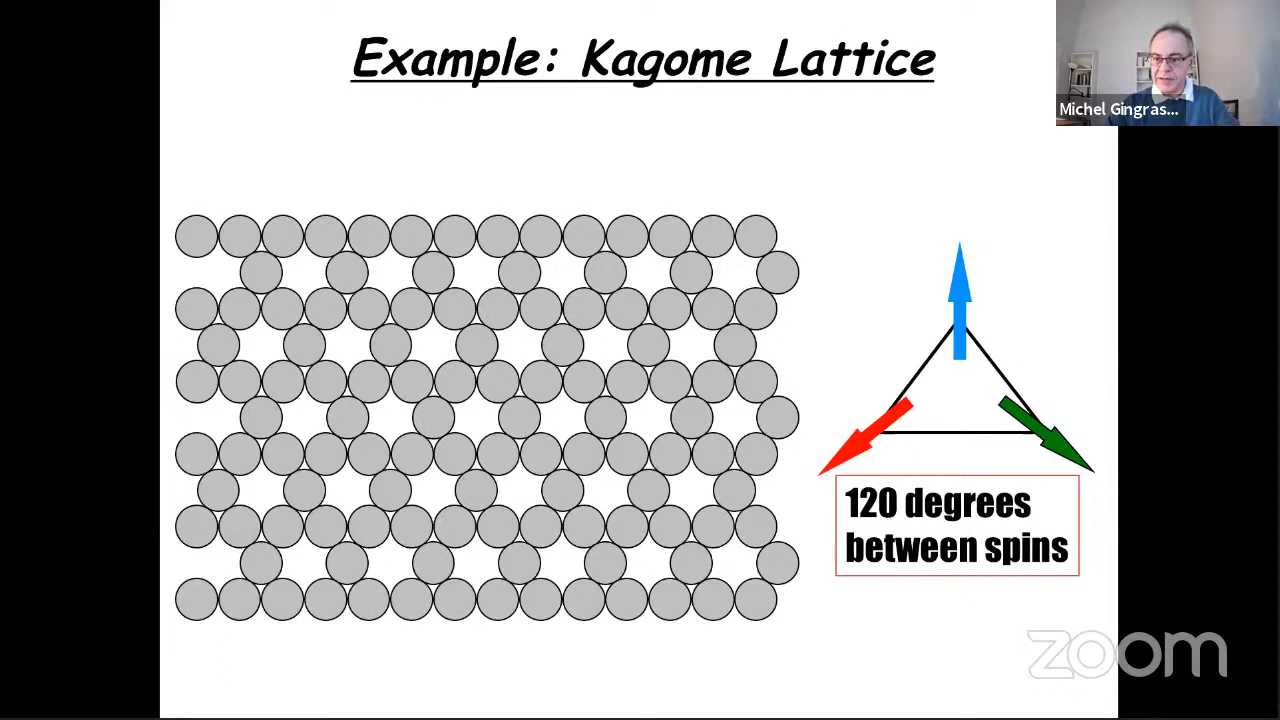 Example: Kagome Lattice
Michel Gingras...
120 degrees
between spins
zoom